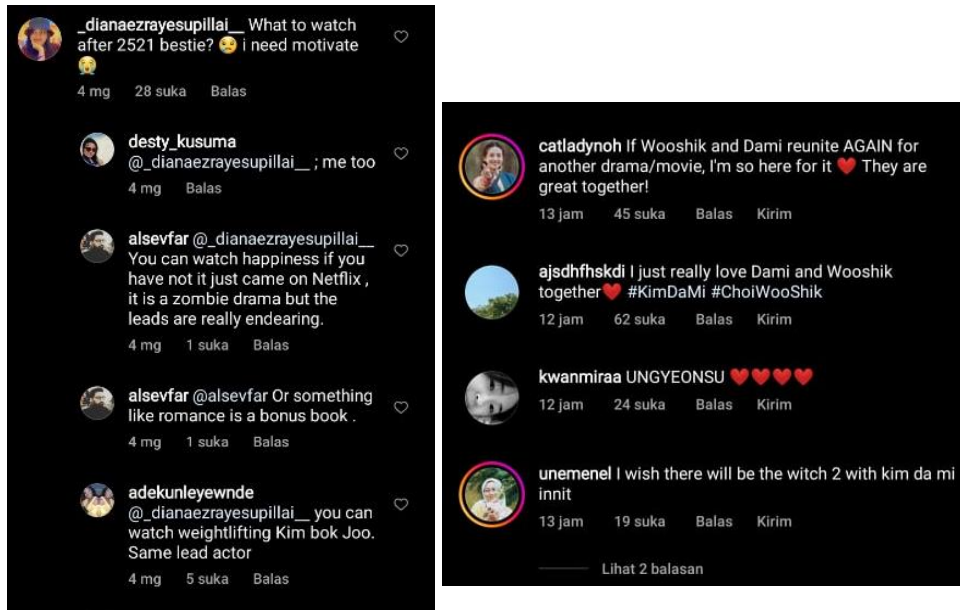 _dianaezrayesupillai__ What to watch
after 2521 bestie? 😢 i need motivate
😭
4 mg 28 suka Balas
desty_kusuma
@_dianaezrayesupillai__ ; me too
4 mg Balas
alsevfar @_dianaezrayesupillai__
You can watch happiness if you
have not it just came on Netflix ,
it is a zombie drama but the
leads are really endearing.
4 mg 1 suka Balas
alsevfar @alsevfar Or something
like romance is a bonus book .
4 mg 1 suka Balas
adekunleyewnde
@_dianaezrayesupillai__ you can
watch weightlifting Kim bok Joo.
Same lead actor
4 mg 5 suka Balas
catladynoh If Wooshik and Dami reunite AGAIN for
another drama/movie, I'm so here for it ❤️ They are
great together!
13 jam 45 suka Balas Kirim
ajsdhfhskdi I just really love Dami and Wooshik
together❤️ #KimDaMi #ChoiWooShik
12 jam 62 suka Balas Kirim
kwanmiraa UNGYEONSU ❤️❤️❤️❤️
12 jam 24 suka Balas Kirim
unemenel I wish there will be the witch 2 with kim da mi
innit
13 jam 19 suka Balas Kirim
Lihat 2 balasan